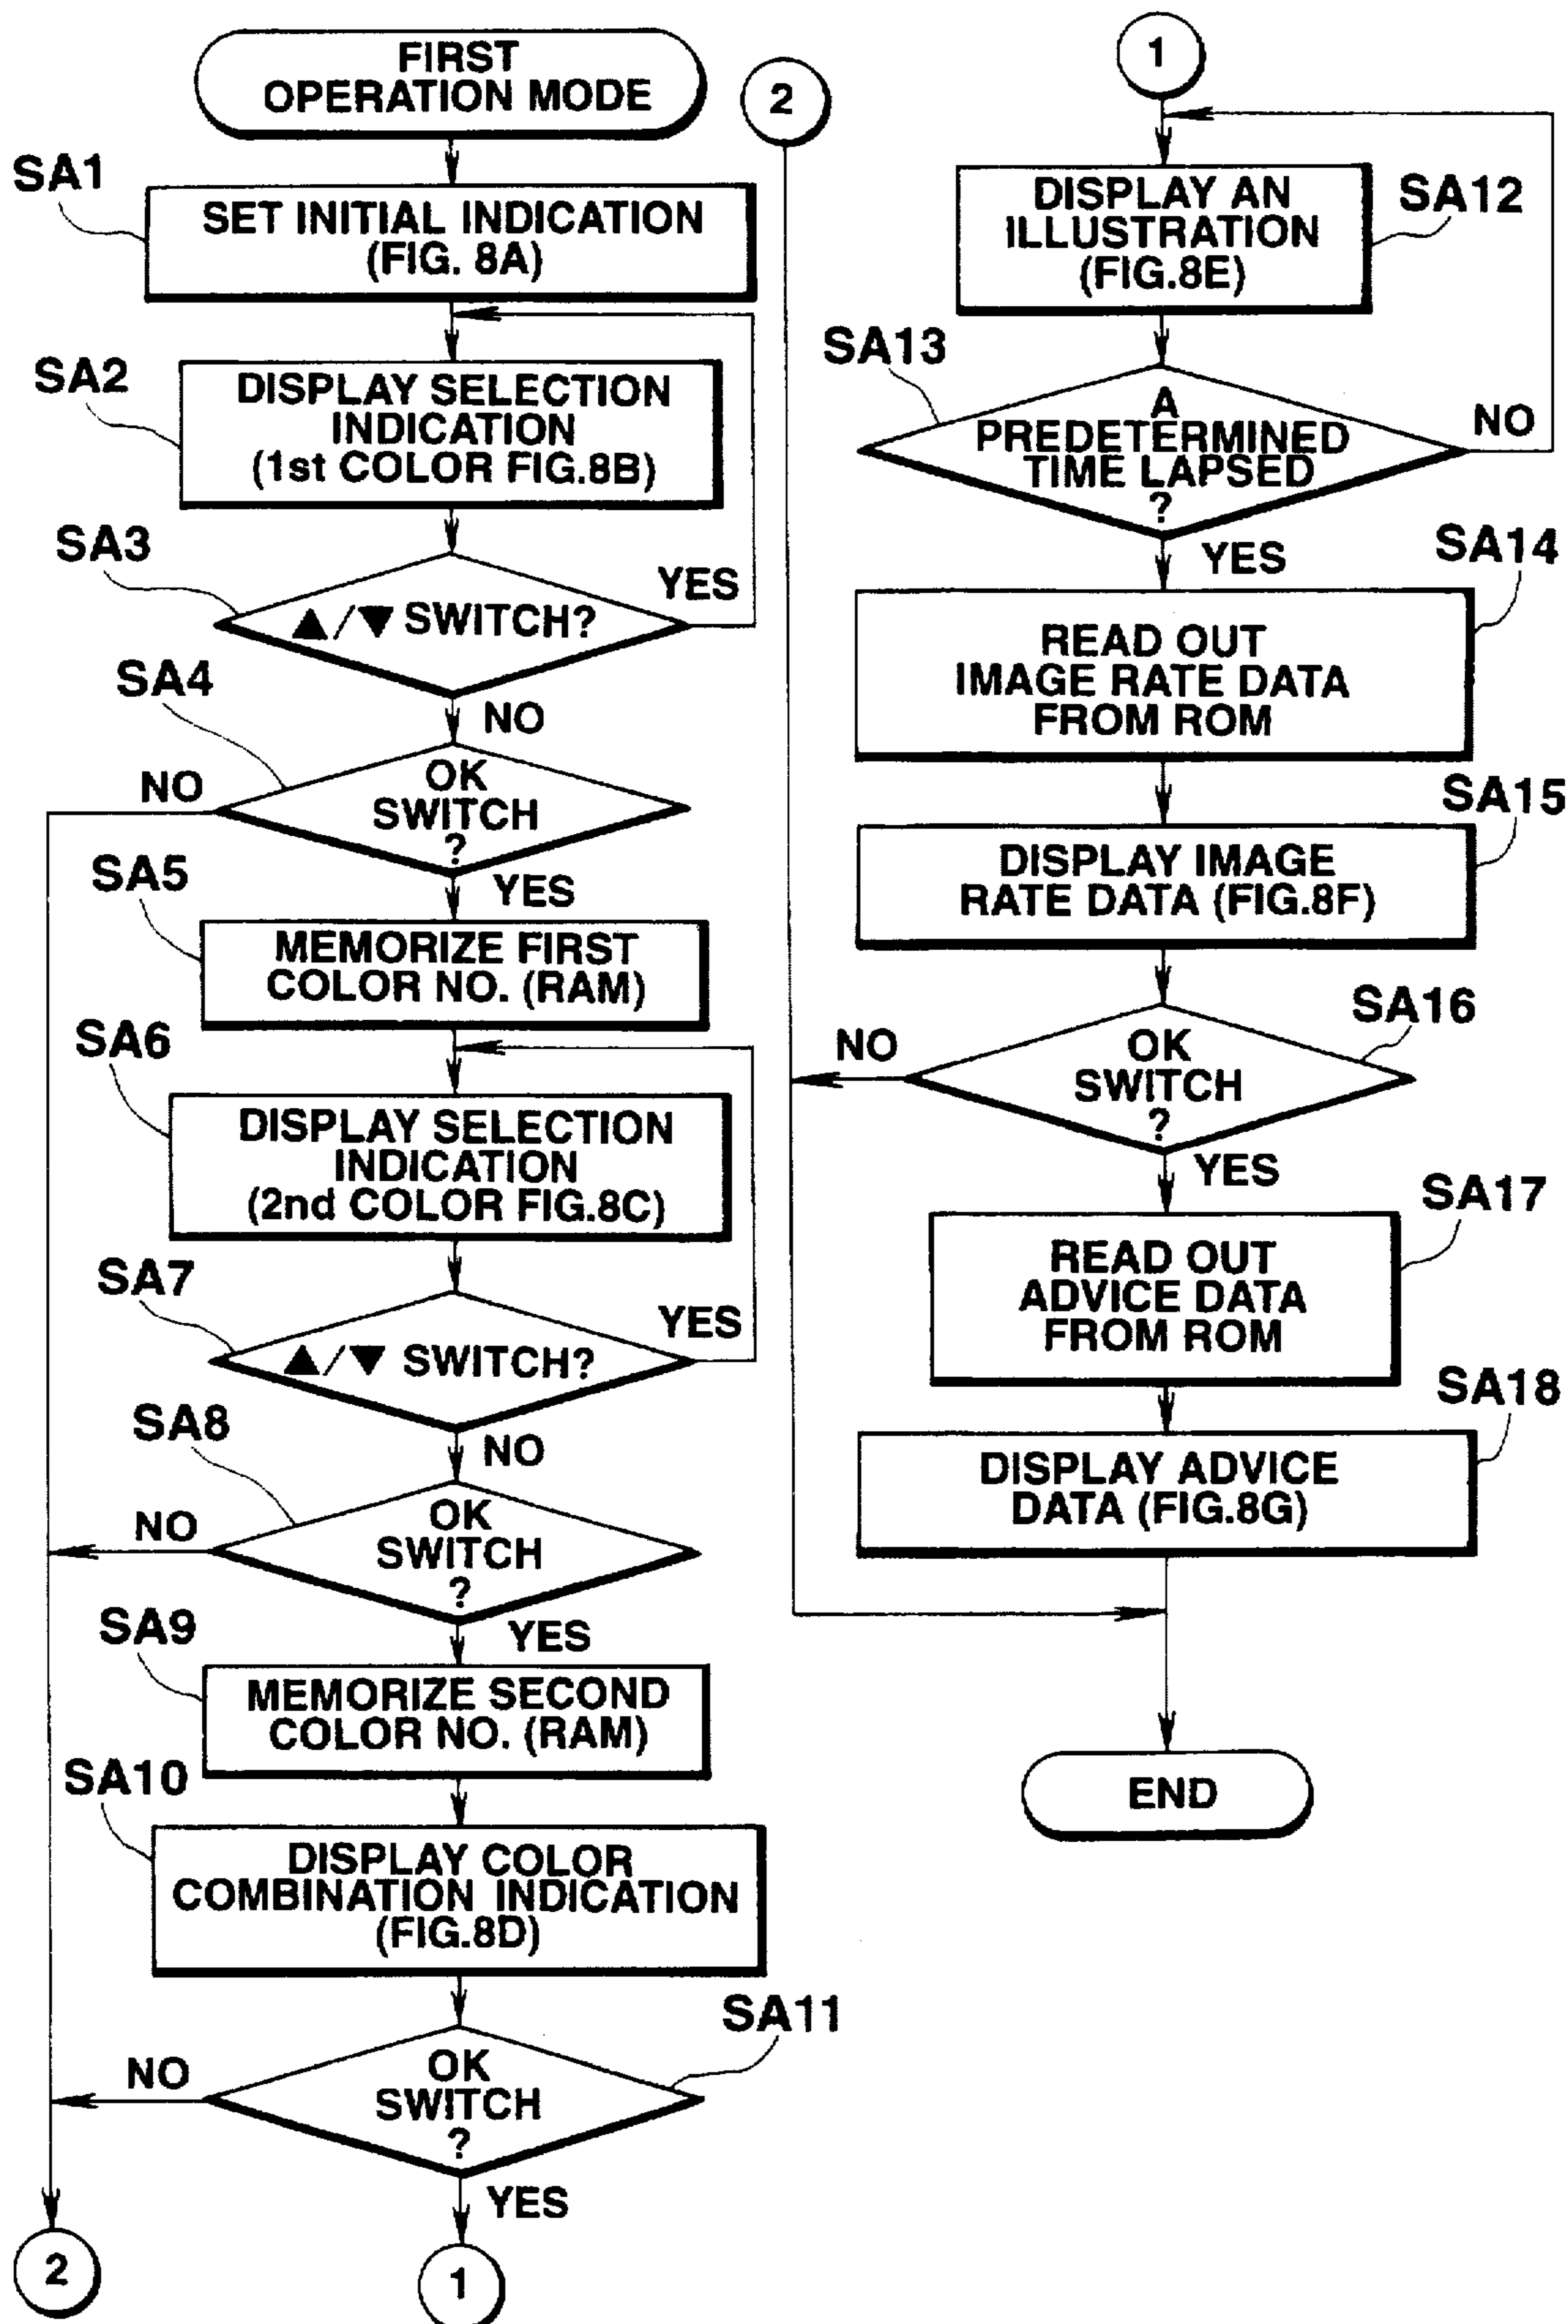 FIRST
OPERATION MODE
SA1
SET INITIAL INDICATION
(FIG. 8A)
SA2
DISPLAY SELECTION
INDICATION
(1st COLOR FIG.8B)
SA3
▲/▼ SWITCH?
YES
NO
SA4
OK
SWITCH
?
NO
YES
SA5
MEMORIZE FIRST
COLOR NO. (RAM)
SA6
DISPLAY SELECTION
INDICATION
(2nd COLOR FIG.8C)
SA7
▲/▼ SWITCH?
YES
NO
SA8
OK
SWITCH
?
NO
YES
SA9
MEMORIZE SECOND
COLOR NO. (RAM)
SA10
DISPLAY COLOR
COMBINATION INDICATION
(FIG.8D)
SA11
OK
SWITCH
?
NO
YES
2
1
2
1
DISPLAY AN
ILLUSTRATION
(FIG.8E)
SA12
SA13
A
PREDETERMINED
TIME LAPSED
?
NO
YES
SA14
READ OUT
IMAGE RATE DATA
FROM ROM
SA15
DISPLAY IMAGE
RATE DATA (FIG.8F)
SA16
OK
SWITCH
?
NO
YES
SA17
READ OUT
ADVICE DATA
FROM ROM
SA18
DISPLAY ADVICE
DATA (FIG.8G)
END